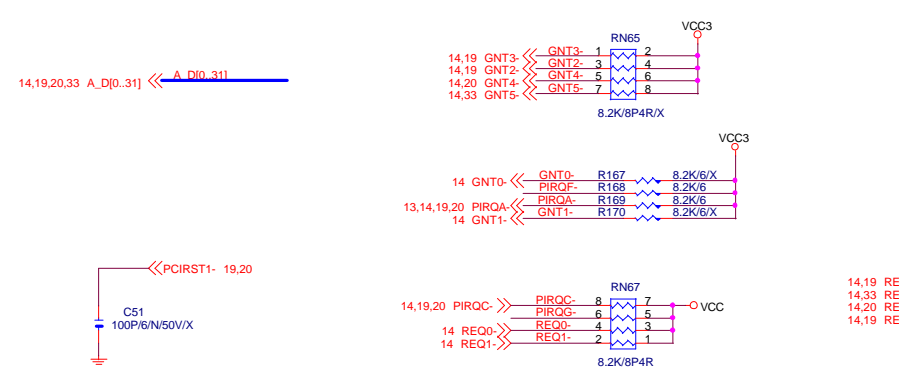 VCC3
RN65
14,19 GNT3- GNT3- 1 2
14,19 GNT2- GNT2- 3 4
14,20 GNT4- GNT4- 5 6
14,33 GNT5- GNT5- 7 8
8.2K/8P4R/X
14,19,20,33 A_D[0..31] A_D[0..31]
VCC3
14 GNT0- GNT0- R167 8.2K/6/X
PIRQF- R168 8.2K/6
13,14,19,20 PIRQA- PIRQA- R169 8.2K/6
14 GNT1- GNT1- R170 8.2K/6/X
PCIRST1- 19,20
C51
100P/6/N/50V/X
RN67
14,19,20 PIRQC- PIRQC- 8 7 VCC
PIRQG- 6 5
14 REQ0- REQ0- 4 3
14 REQ1- REQ1- 2 1
8.2K/8P4R
14,19 RE
14,33 RE
14,20 RE
14,19 RE